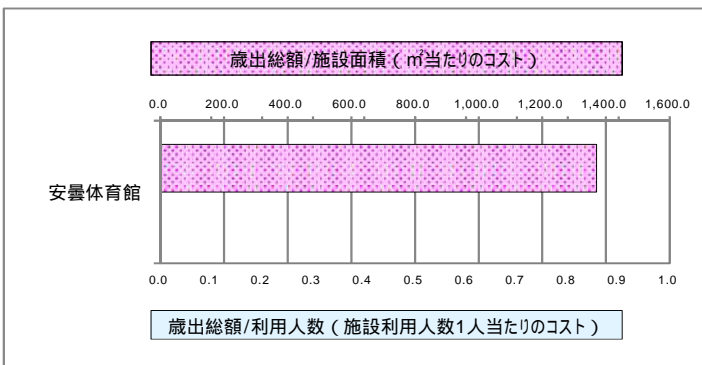 歳出総額/施設面積(㎡当たりのコスト)
0.0 200.0 400.0 600.0 800.0 1,000.0 1,200.0 1,400.0 1,600.0
安曇体育館
0.0 0.1 0.2 0.3 0.4 0.5 0.6 0.7 0.8 0.9 1.0
歳出総額/利用人数(施設利用人数1人当たりのコスト)